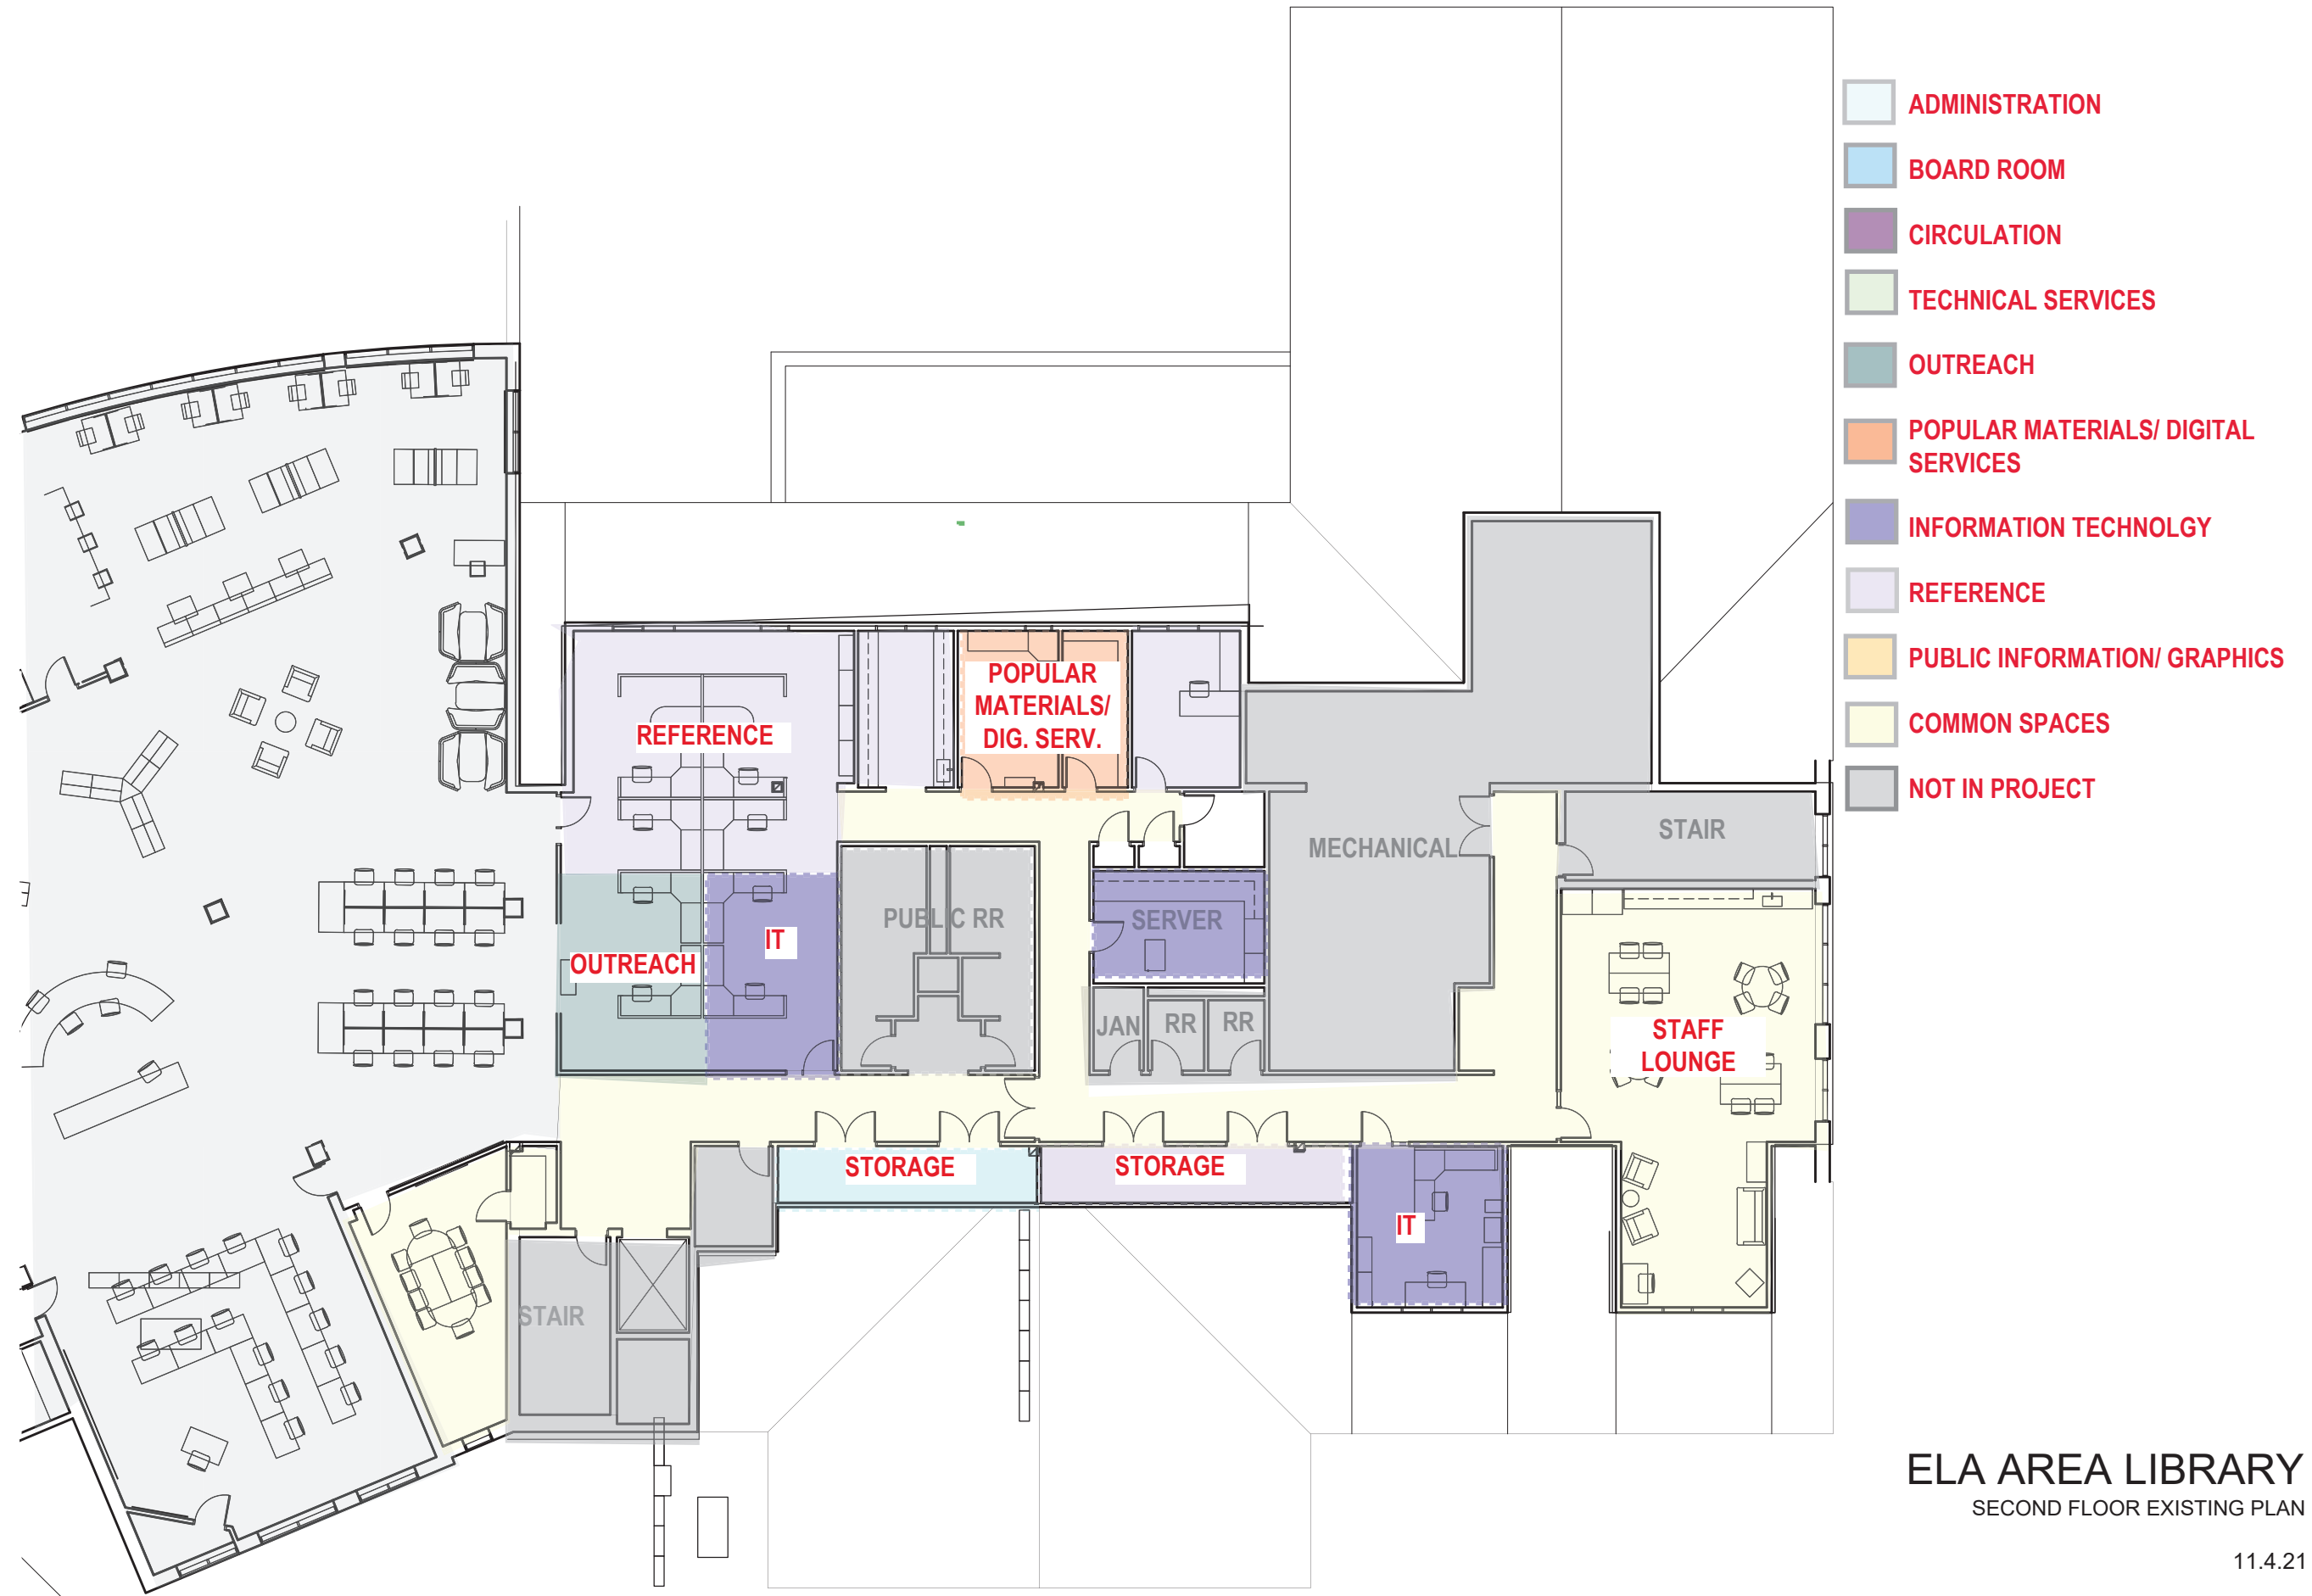 ADMINISTRATION
BOARD ROOM
CIRCULATION
TECHNICAL SERVICES
OUTREACH
POPULAR MATERIALS/ DIGITAL
SERVICES
INFORMATION TECHNOLGY
REFERENCE
PUBLIC INFORMATION/ GRAPHICS
COMMON SPACES
NOT IN PROJECT
POPULAR
MATERIALS/
DIG. SERV.
REFERENCE
MECHANICAL
STAIR
PUBLIC RR
SERVER
IT
OUTREACH
JAN
RR
RR
STAFF
LOUNGE
STORAGE
STORAGE
IT
STAIR
ELA AREA LIBRARY
SECOND FLOOR EXISTING PLAN
11.4.21